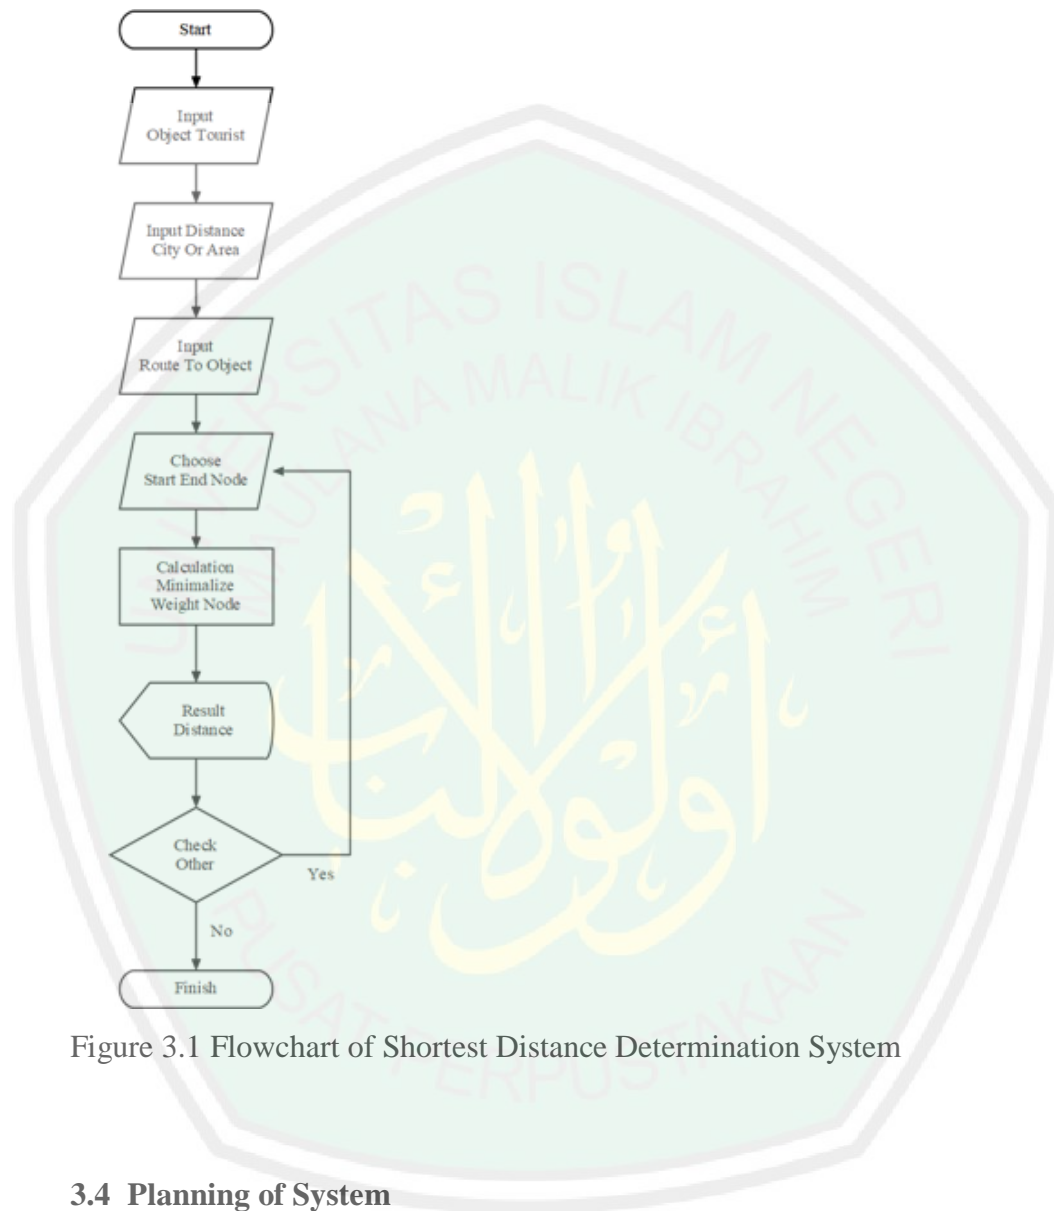 Start
Input
Object Tourist
Input Distance
City Or Area
Input
Route To Object
Choose
Start End Node
Calculation
Minimalize
Weight Node
Result
Distance
Check
Other
Yes
No
Finish
UNIVERSITAS ISLAM NEGERI
MAULANA MALIK IBRAHIM
PUSAT PERPUSTAKAAN
Figure 3.1 Flowchart of Shortest Distance Determination System
3.4 Planning of System